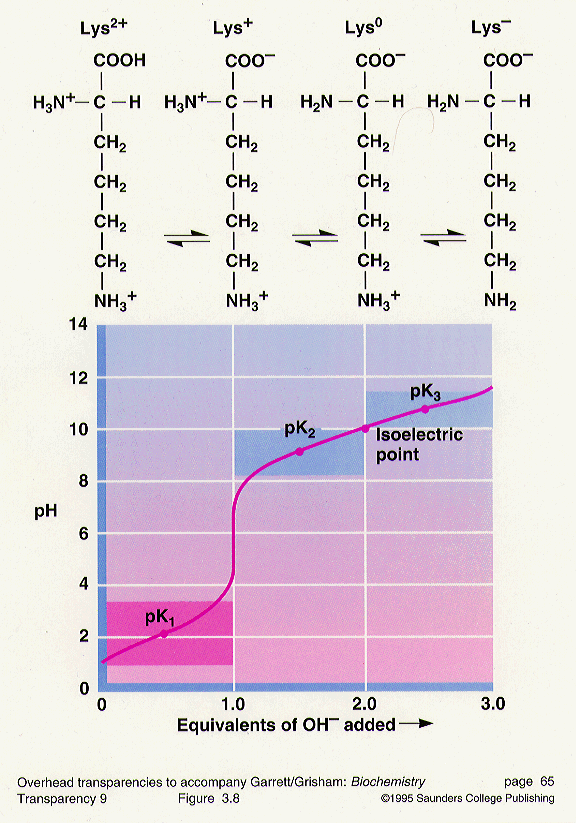 Lys²⁺ Lys⁺ Lys⁰ Lys⁻
COOH COO⁻ COO⁻ COO⁻
H₃N⁺—C—H H₃N⁺—C—H H₂N—C—H H₂N—C—H
CH₂ CH₂ CH₂ CH₂
CH₂ CH₂ CH₂ CH₂
CH₂ CH₂ CH₂ CH₂
CH₂ CH₂ CH₂ CH₂
NH₃⁺ NH₃⁺ NH₃⁺ NH₂
14
12
pK₃
10
pK₂
Isoelectric
point
8
pH
6
4
pK₁
2
0
0 1.0 2.0 3.0
Equivalents of OH⁻ added
Overhead transparencies to accompany Garrett/Grisham: Biochemistry page 65
Transparency 9 Figure 3.8 ©1995 Saunders College Publishing